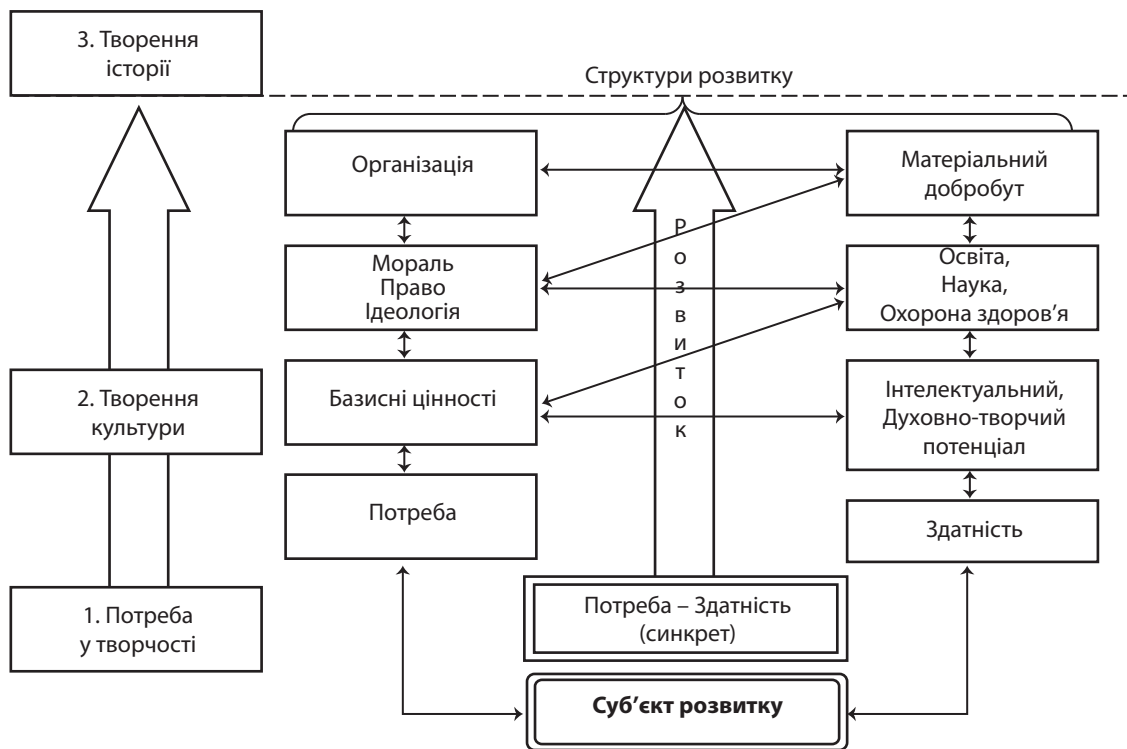 3. Творення
історії
Структури розвитку
Організація
Матеріальний
добробут
Мораль
Право
Ідеологія
Розвиток
Освіта,
Наука,
Охорона здоров’я
2. Творення
культури
Базисні цінності
Інтелектуальний,
Духовно-творчий
потенціал
Потреба
Здатність
1. Потреба
у творчості
Потреба – Здатність
(синкрет)
Суб’єкт розвитку